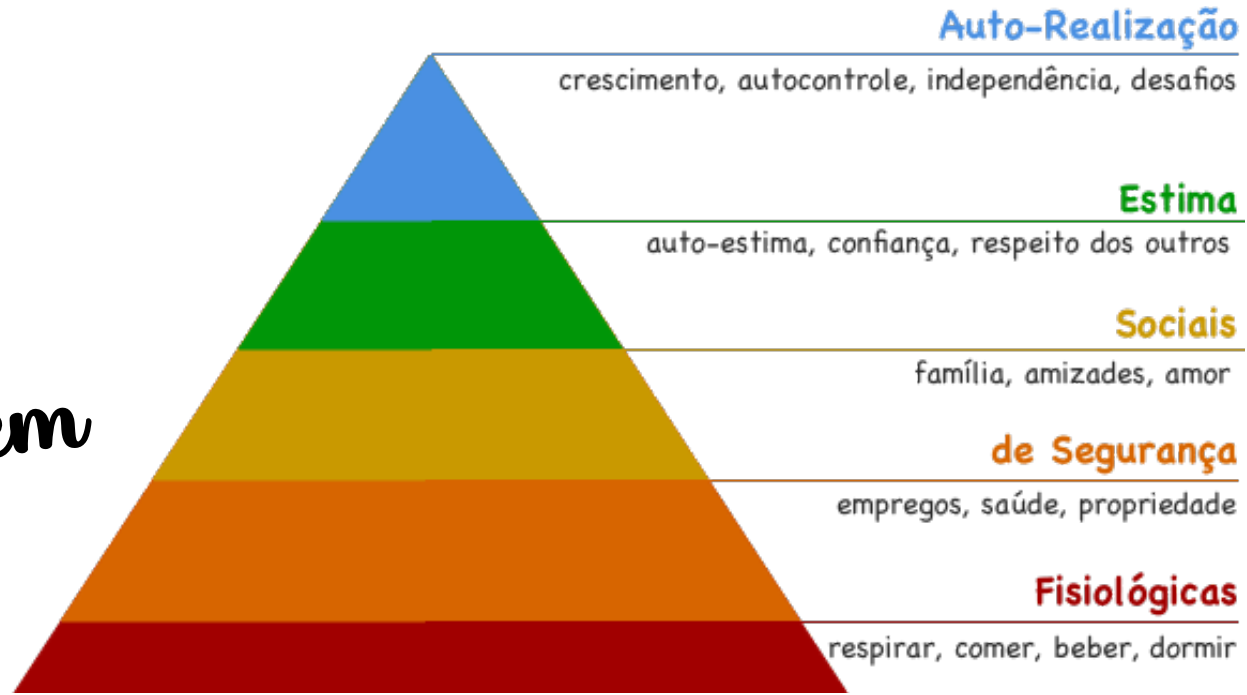 Auto-Realização
crescimento, autocontrole, independência, desafios
Estima
auto-estima, confiança, respeito dos outros
Sociais
família, amizades, amor
em
de Segurança
empregos, saúde, propriedade
Fisiológicas
respirar, comer, beber, dormir